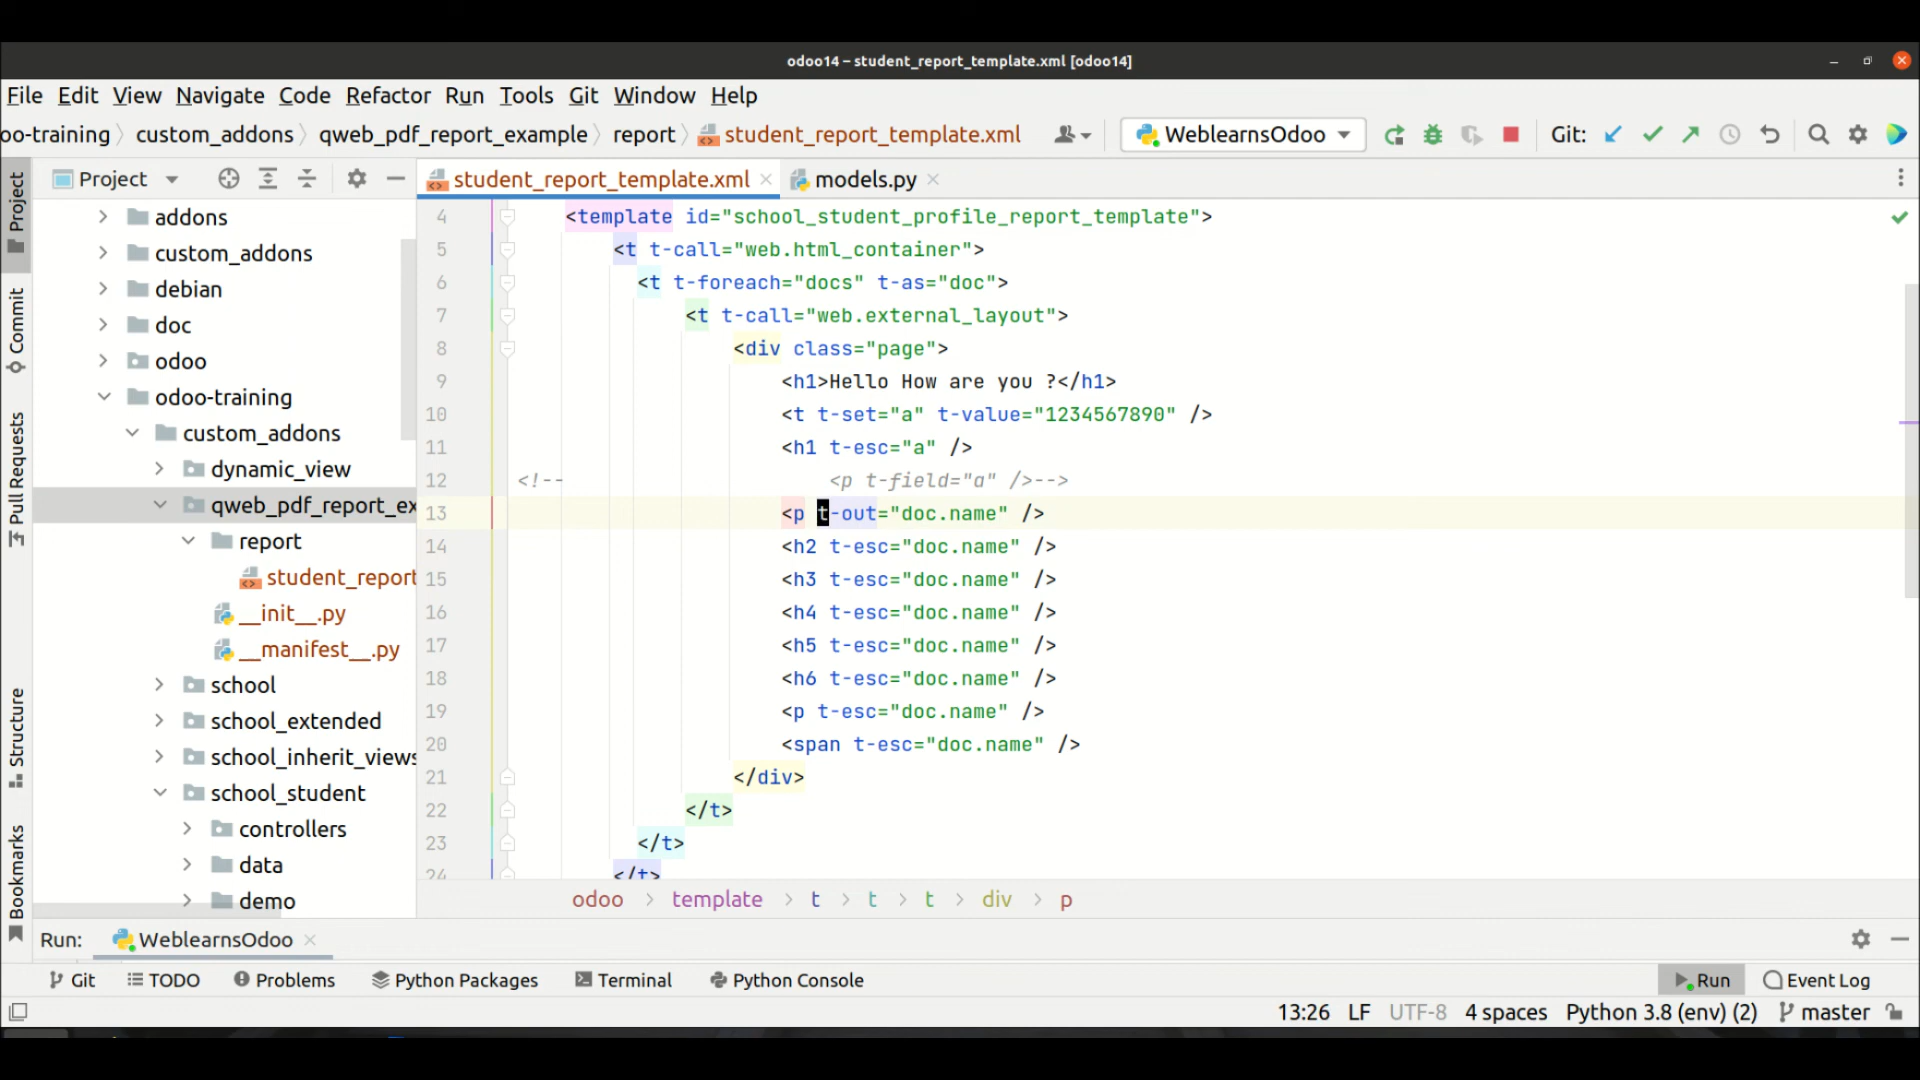 odoo14 – student_report_template.xml [odoo14]
File Edit View Navigate Code Refactor Run Tools Git Window Help
oo-training custom_addons qweb_pdf_report_example report student_report_template.xml WeblearnsOdoo Git:
Project student_report_template.xml models.py
Project
Commit
Pull Requests
Structure
Bookmarks
addons
custom_addons
debian
doc
odoo
odoo-training
custom_addons
dynamic_view
qweb_pdf_report_ex
report
student_report
__init__.py
__manifest__.py
school
school_extended
school_inherit_views
school_student
controllers
data
demo
4 <template id="school_student_profile_report_template">
5 <t t-call="web.html_container">
6 <t t-foreach="docs" t-as="doc">
7 <t t-call="web.external_layout">
8 <div class="page">
9 <h1>Hello How are you ?</h1>
10 <t t-set="a" t-value="1234567890" />
11 <h1 t-esc="a" />
12 <!-- <p t-field="a" />-->
13 <p t-out="doc.name" />
14 <h2 t-esc="doc.name" />
15 <h3 t-esc="doc.name" />
16 <h4 t-esc="doc.name" />
17 <h5 t-esc="doc.name" />
18 <h6 t-esc="doc.name" />
19 <p t-esc="doc.name" />
20 <span t-esc="doc.name" />
21 </div>
22 </t>
23 </t>
24 </t>
odoo > template > t > t > t > div > p
Run: WeblearnsOdoo
Git TODO Problems Python Packages Terminal Python Console Run Event Log
13:26 LF UTF-8 4 spaces Python 3.8 (env) (2) master